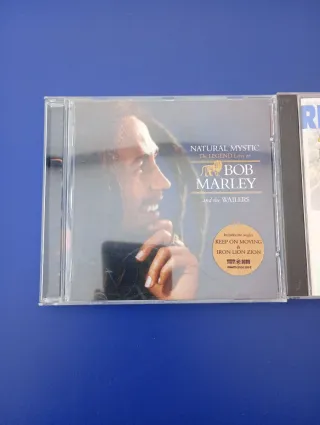 NATURAL MYSTIC
The LEGEND Lives on
BOB
MARLEY
and the WAILERS
KEEP ON MOVING
&
IRON LION ZION